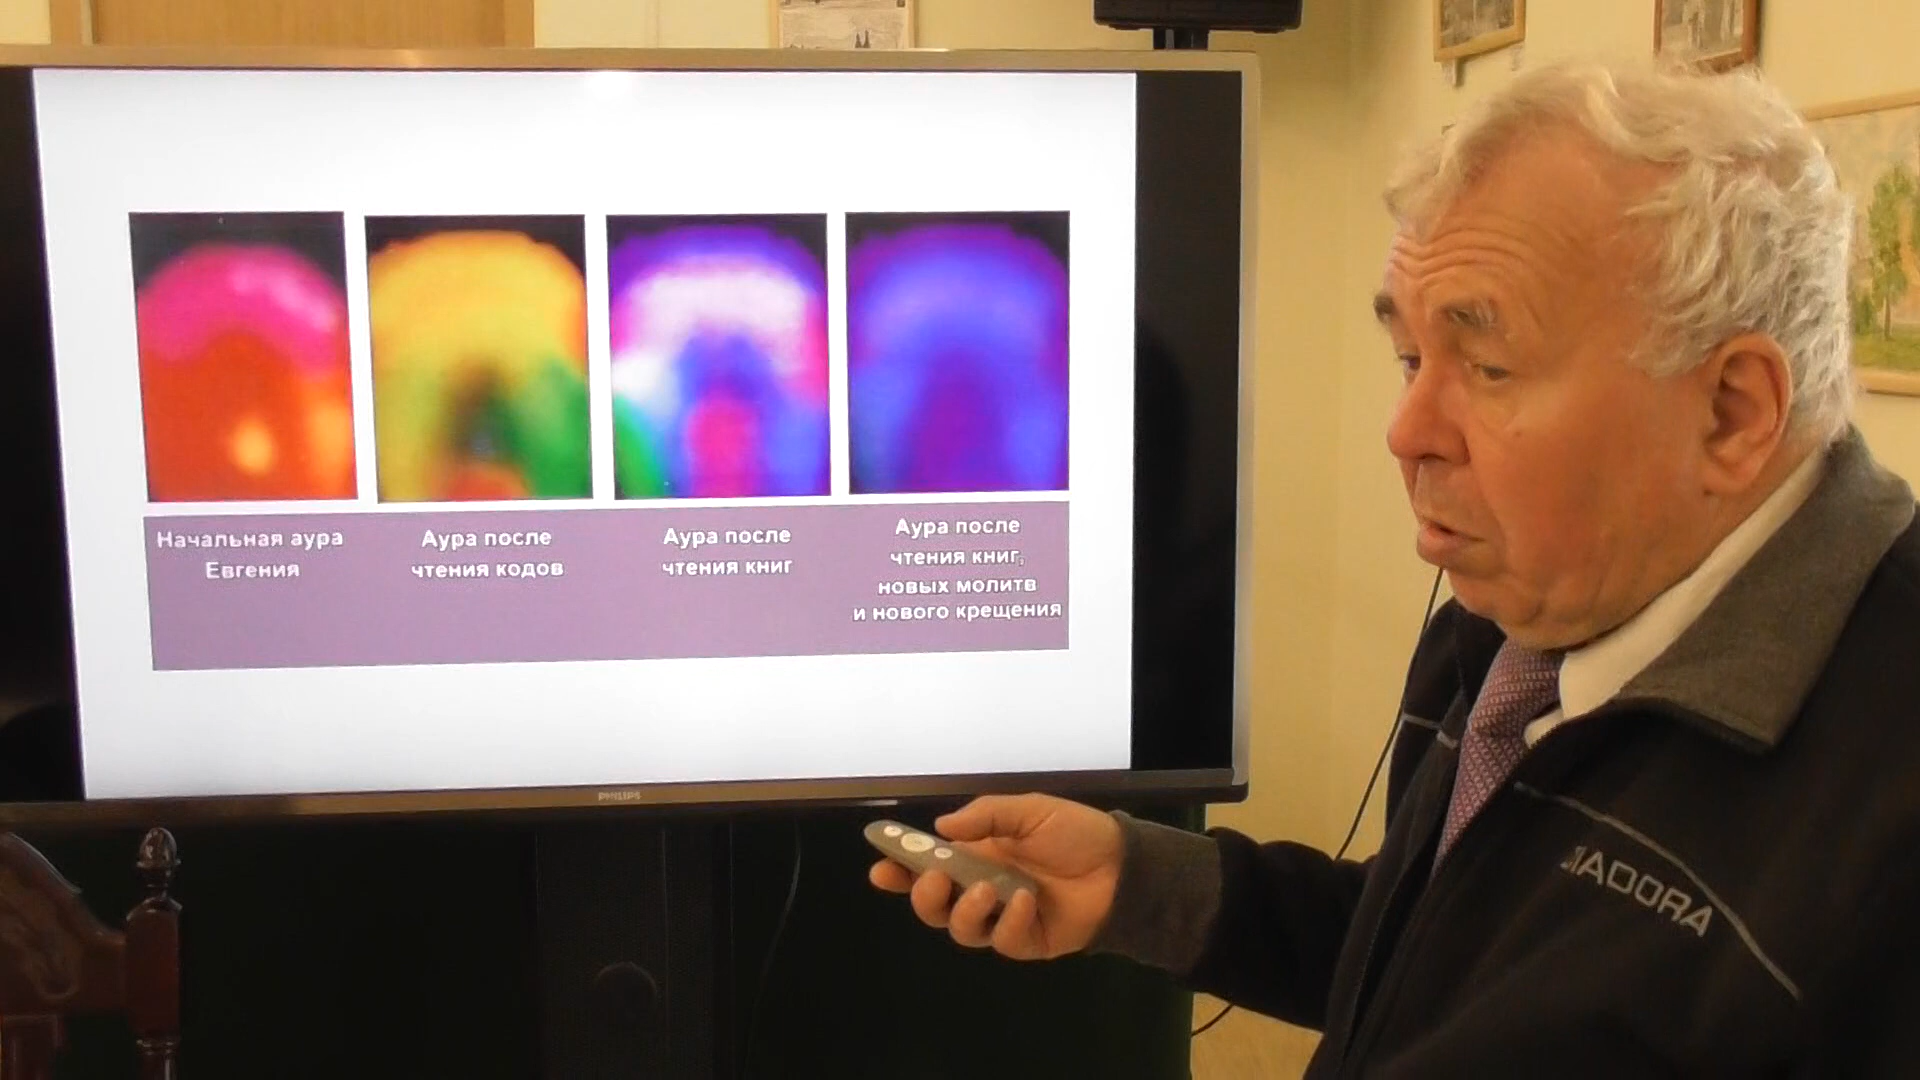 Начальная аура
Евгения
Аура после
чтения кодов
Аура после
чтения книг
Аура после
чтения книг,
новых молитв
и нового крещения
PHILIPS
IADORA